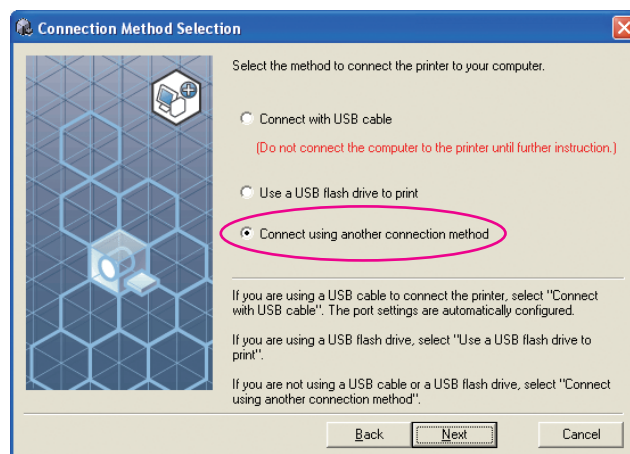 Connection Method Selection
Select the method to connect the printer to your computer.
Connect with USB cable
(Do not connect the computer to the printer until further instruction.)
Use a USB flash drive to print
Connect using another connection method
If you are using a USB cable to connect the printer, select "Connect
with USB cable". The port settings are automatically configured.
If you are using a USB flash drive, select "Use a USB flash drive to
print".
If you are not using a USB cable or a USB flash drive, select "Connect
using another connection method".
Back
Next
Cancel